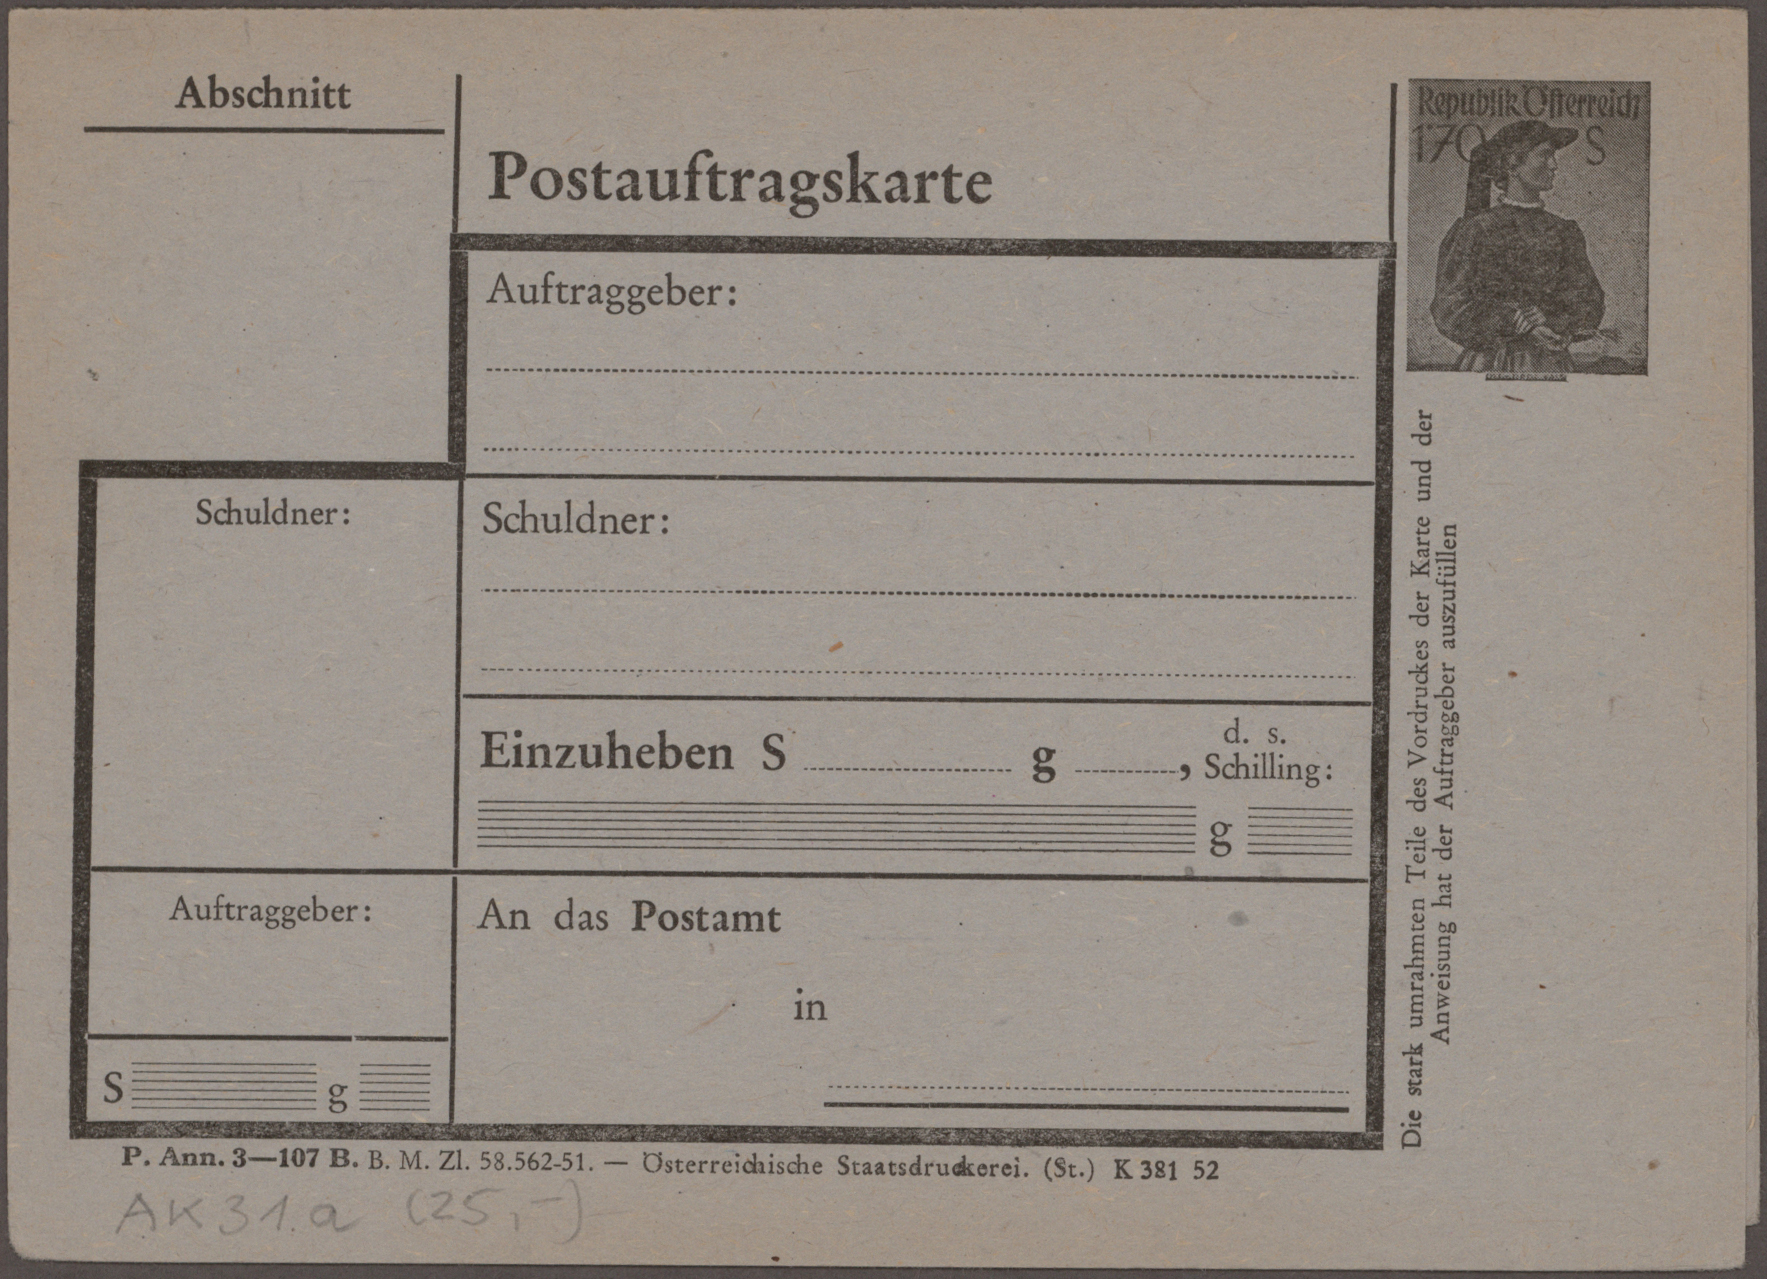 Abschnitt
Postauftragskarte
Republik Österreich
1·70 S
Auftraggeber:
Schuldner:
Schuldner:
Einzuheben S g , d. s. Schilling:
g
Auftraggeber:
An das Postamt
in
S g
Die stark umrahmten Teile des Vordruckes der Karte und der
Anweisung hat der Auftraggeber auszufüllen
P. Ann. 3—107 B. B. M. Zl. 58.562-51. — Österreichische Staatsdruckerei. (St.) K 381 52
AK 31.a (25,-)